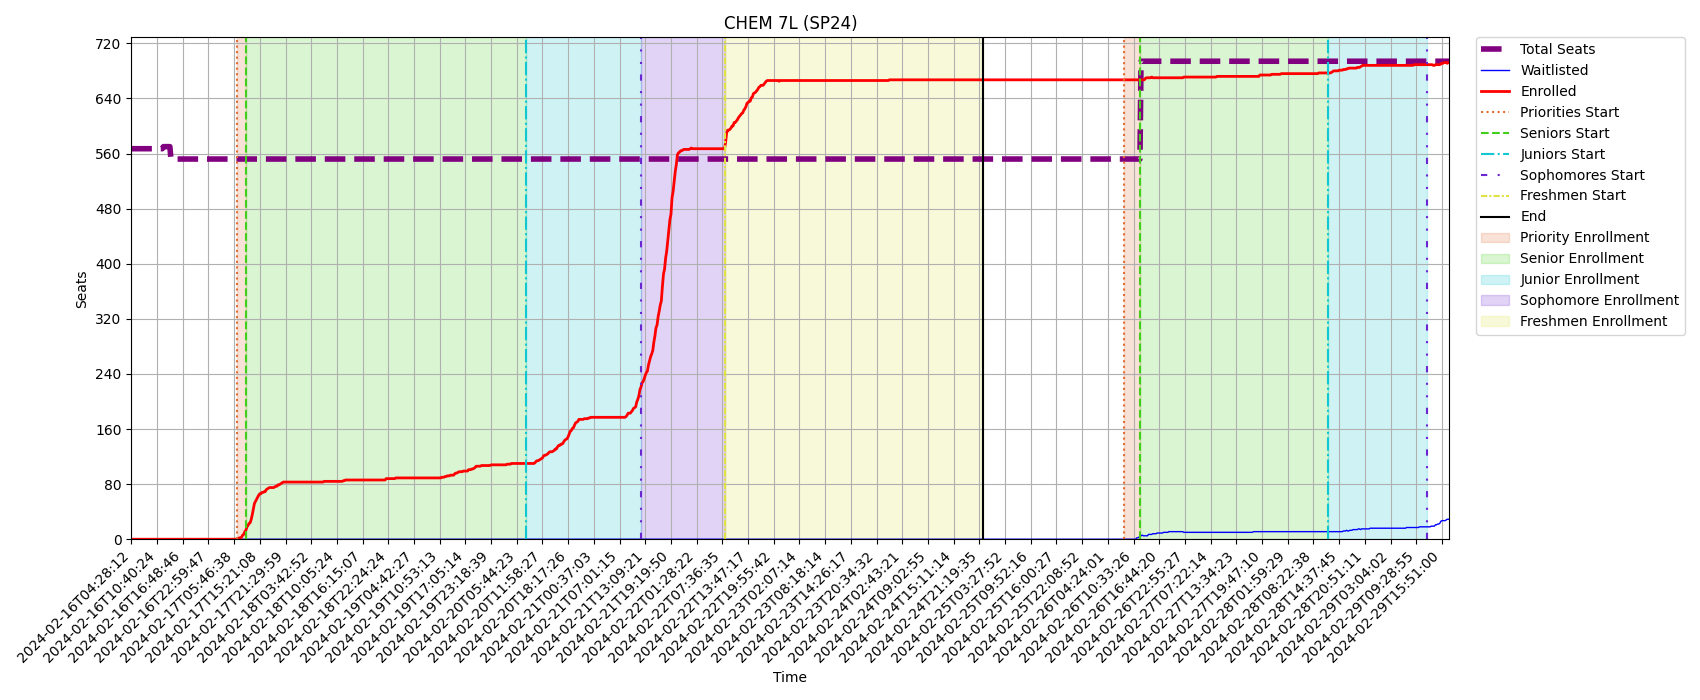 CHEM 7L (SP24)
720
640
560
480
400
320
240
160
80
0
Seats
2024-02-16T04:28:12
2024-02-16T10:40:24
2024-02-16T16:48:46
2024-02-16T22:59:47
2024-02-17T05:46:38
2024-02-17T15:21:08
2024-02-17T21:29:59
2024-02-18T03:42:52
2024-02-18T10:05:24
2024-02-18T16:15:07
2024-02-18T22:24:24
2024-02-19T04:42:27
2024-02-19T10:53:13
2024-02-19T17:05:14
2024-02-19T23:18:39
2024-02-20T05:44:23
2024-02-20T11:58:27
2024-02-20T18:17:26
2024-02-21T00:37:03
2024-02-21T07:01:15
2024-02-21T13:09:21
2024-02-21T19:19:50
2024-02-22T01:28:22
2024-02-22T07:36:35
2024-02-22T13:47:17
2024-02-22T19:55:42
2024-02-23T02:07:14
2024-02-23T08:18:14
2024-02-23T14:26:17
2024-02-23T20:34:32
2024-02-24T02:43:21
2024-02-24T09:02:55
2024-02-24T15:11:14
2024-02-24T21:19:35
2024-02-25T03:27:52
2024-02-25T09:52:16
2024-02-25T16:00:27
2024-02-25T22:08:52
2024-02-26T04:24:01
2024-02-26T10:33:26
2024-02-26T16:44:20
2024-02-26T22:55:27
2024-02-27T07:22:14
2024-02-27T13:34:23
2024-02-27T19:47:10
2024-02-28T01:59:29
2024-02-28T08:22:38
2024-02-28T14:37:45
2024-02-28T20:51:11
2024-02-29T03:04:02
2024-02-29T09:28:55
2024-02-29T15:51:00
Time
Total Seats
Waitlisted
Enrolled
Priorities Start
Seniors Start
Juniors Start
Sophomores Start
Freshmen Start
End
Priority Enrollment
Senior Enrollment
Junior Enrollment
Sophomore Enrollment
Freshmen Enrollment